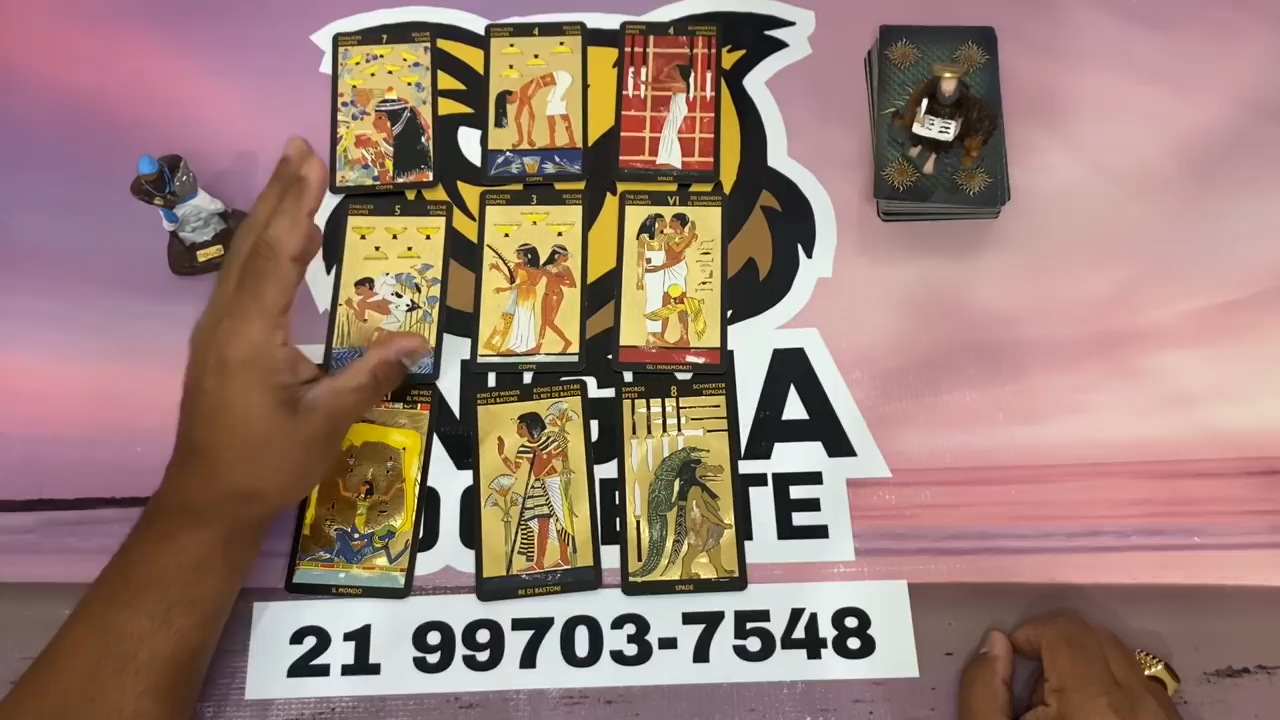 CHALICES COUPES 7 KELCHE COPAS
COPPE
CHALICES COUPES 4 KELCHE COPAS
COPPE
SWORDS EPEES 4 SCHWERTER ESPADAS
SPADE
CHALICES COUPES 5 KELCHE COPAS
CHALICES COUPES 3 KELCHE COPAS
COPPE
THE LOVERS LES AMANTS VI DIE LIEBENDEN EL ENAMORADO
GLI INNAMORATI
DIE WELT EL MUNDO
IL MONDO
KING OF WANDS ROI DE BATONS KÖNIG DER STÄBE EL REY DE BASTOS
RE DI BASTONI
SWORDS EPEES 8 SCHWERTER ESPADAS
SPADE
21 99703-7548